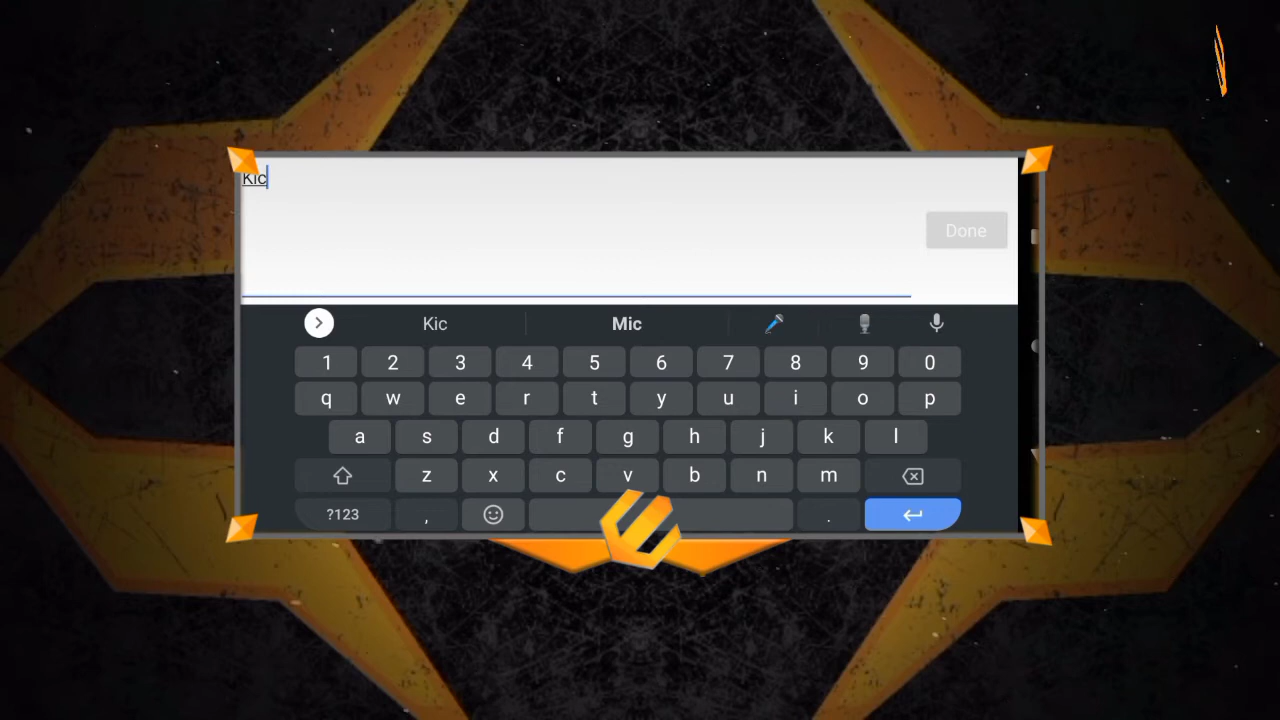 Kic
Done
Kic Mic
1 2 3 4 5 6 7 8 9 0
q w e r t y u i o p
a s d f g h j k l
z x c v b n m
?123 , .